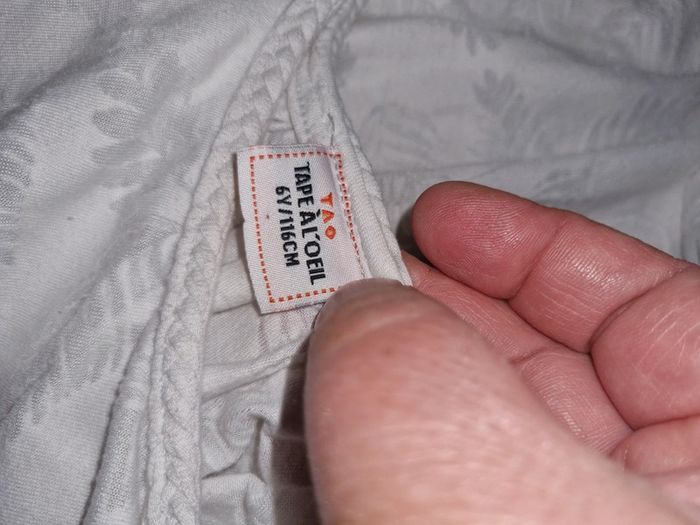 TAO
TAPE À L'OEIL
6Y/116CM